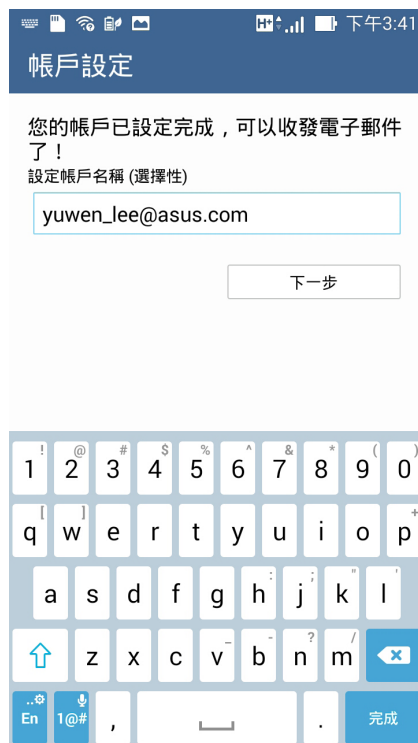 H+ 下午3:41
帳戶設定
您的帳戶已設定完成，可以收發電子郵件
了！
設定帳戶名稱 (選擇性)
yuwen_lee@asus.com
下一步
! @ # $ % ^ & * ( )
1 2 3 4 5 6 7 8 9 0
[ ] +
q w e r t y u i o p
: ; " '
a s d f g h j k l
_ - ? /
z x c v b n m
En 1@# , . 完成